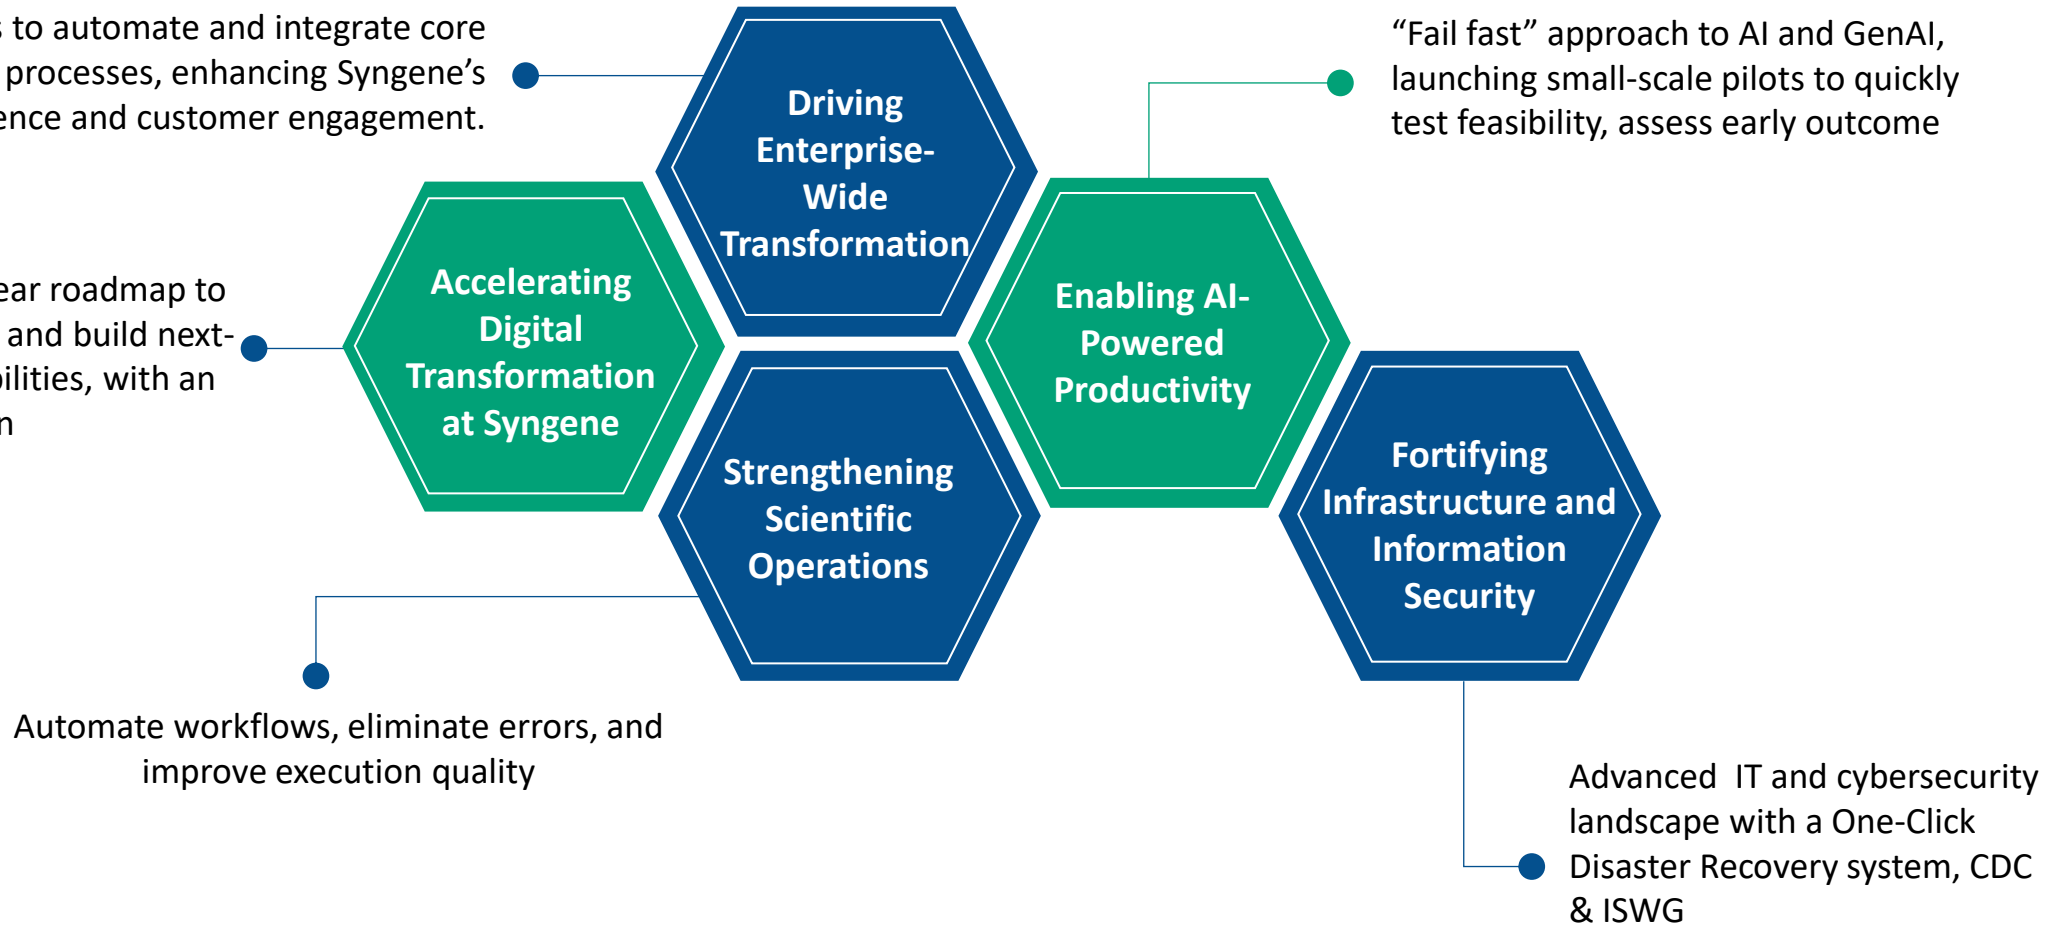 to automate and integrate core
processes, enhancing Syngene’s
and customer engagement.
Driving
Enterprise-
Wide
Transformation
“Fail fast” approach to AI and GenAI,
launching small-scale pilots to quickly
test feasibility, assess early outcome
roadmap to
and build next-
with an
Accelerating
Digital
Transformation
at Syngene
Enabling AI-
Powered
Productivity
Strengthening
Scientific
Operations
Fortifying
Infrastructure and
Information
Security
Automate workflows, eliminate errors, and
improve execution quality
Advanced IT and cybersecurity
landscape with a One-Click
Disaster Recovery system, CDC
& ISWG